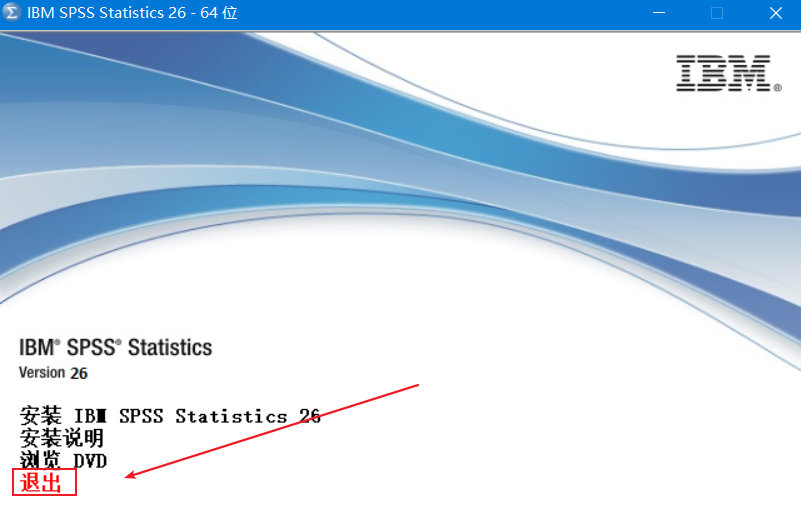 IBM SPSS Statistics 26 - 64 位
IBM®
IBM® SPSS® Statistics
Version 26
安装 IBM SPSS Statistics 26
安装说明
浏览 DVD
退出